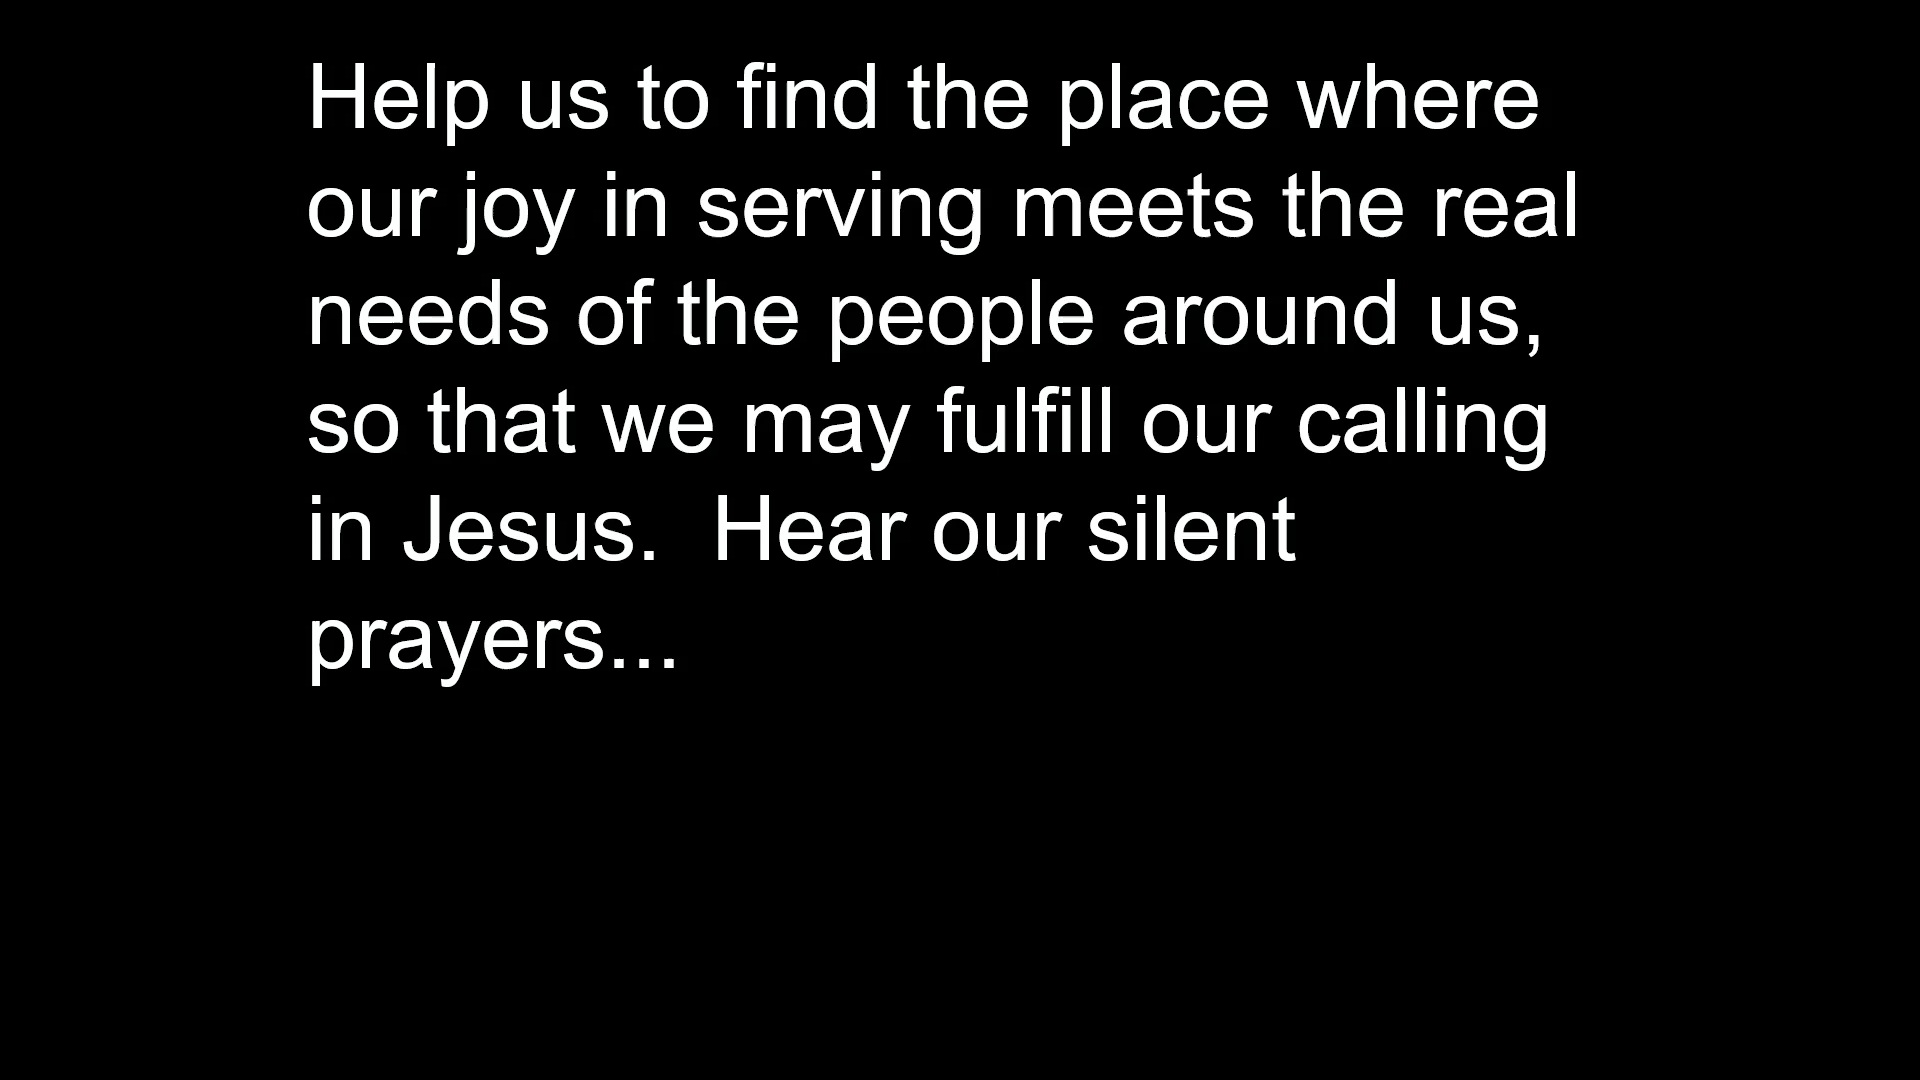 Help us to find the place where
our joy in serving meets the real
needs of the people around us,
so that we may fulfill our calling
in Jesus.  Hear our silent
prayers...